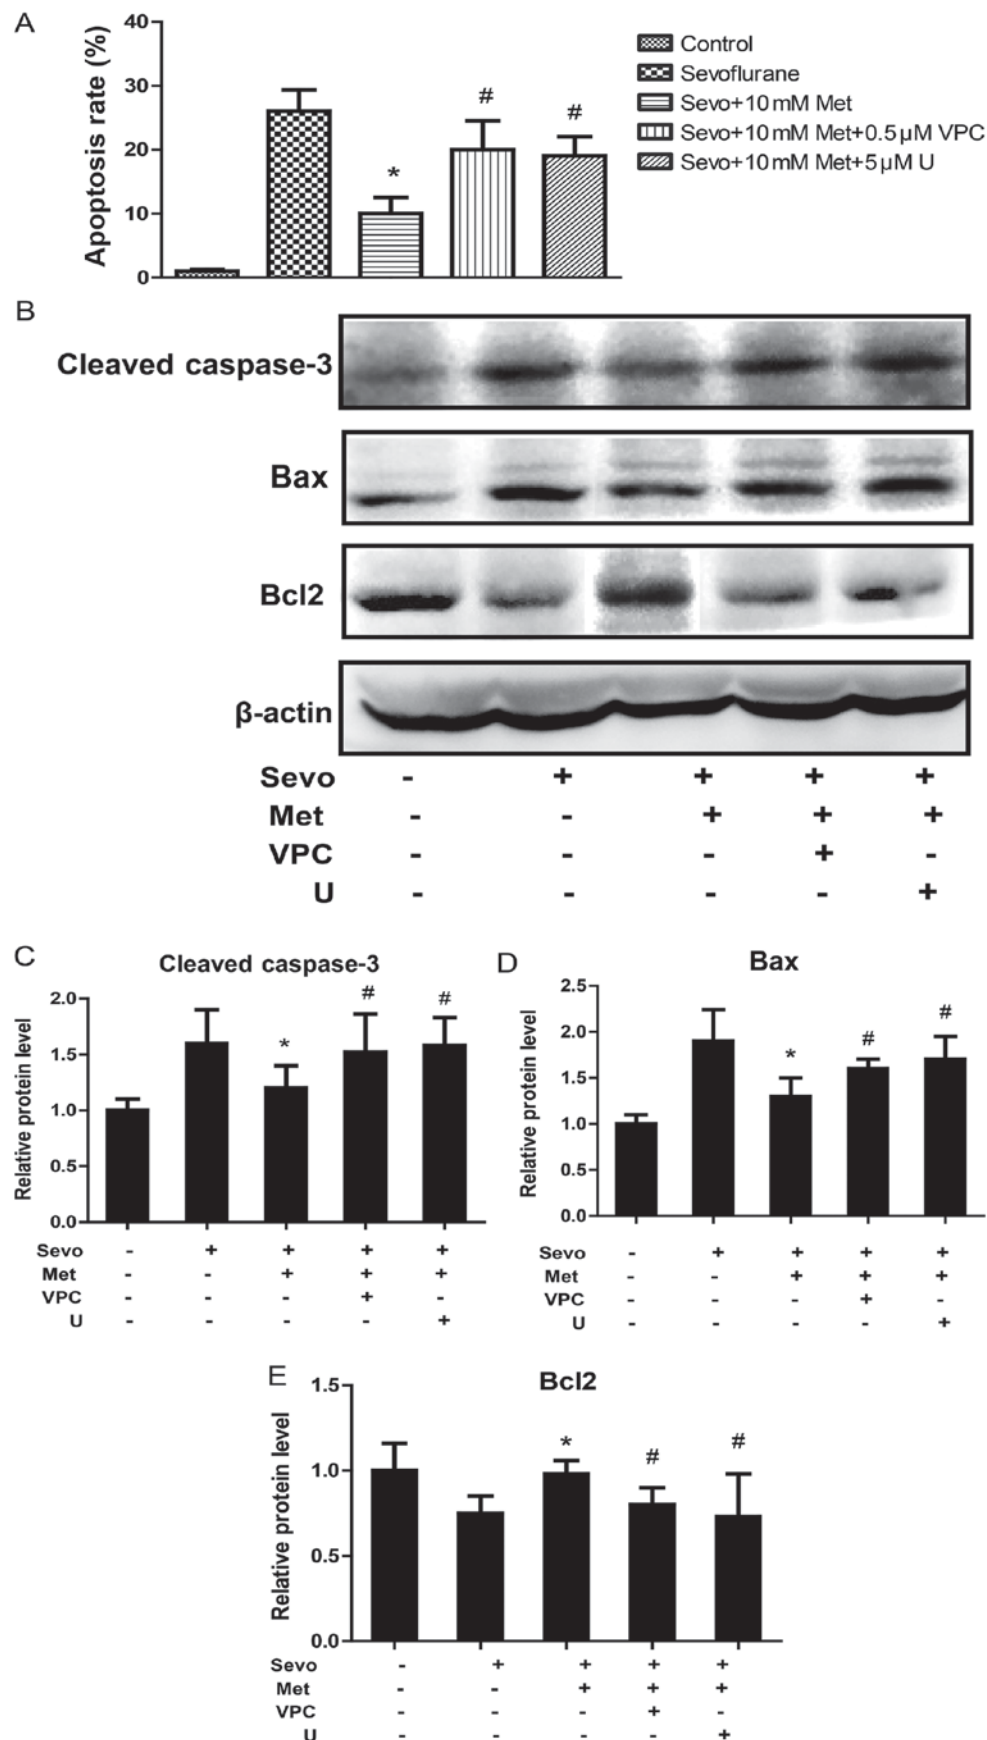 A
Apoptosis rate (%)
40
30
20
10
0
*
#
#
Control
Sevoflurane
Sevo+10 mM Met
Sevo+10 mM Met+0.5 μM VPC
Sevo+10 mM Met+5 μM U
B
Cleaved caspase-3
Bax
Bcl2
β-actin
Sevo - + + + +
Met - - + + +
VPC - - - + -
U - - - - +
C
Cleaved caspase-3
Relative protein level
2.0
1.5
1.0
0.5
0.0
*
#
#
Sevo - + + + +
Met - - + + +
VPC - - - + -
U - - - - +
D
Bax
Relative protein level
2.5
2.0
1.5
1.0
0.5
0.0
*
#
#
Sevo - + + + +
Met - - + + +
VPC - - - + -
U - - - - +
E
Bcl2
Relative protein level
1.5
1.0
0.5
0.0
*
#
#
Sevo - + + + +
Met - - + + +
VPC - - - + -
U - - - - +